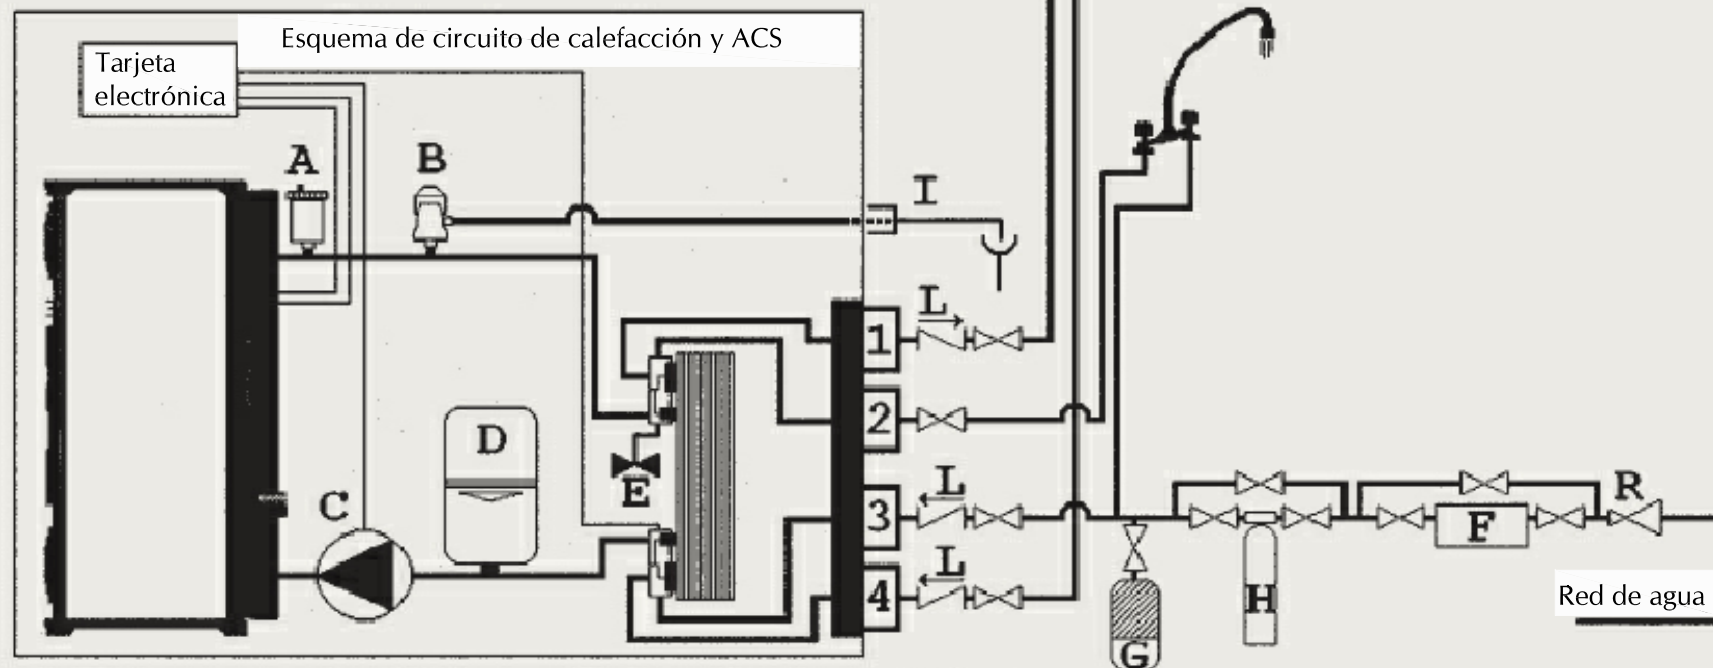 Esquema de circuito de calefacción y ACS
Tarjeta
electrónica
A
B
I
L
1
2
D
E
L
R
C
3
F
L
4
H
Red de agua
G